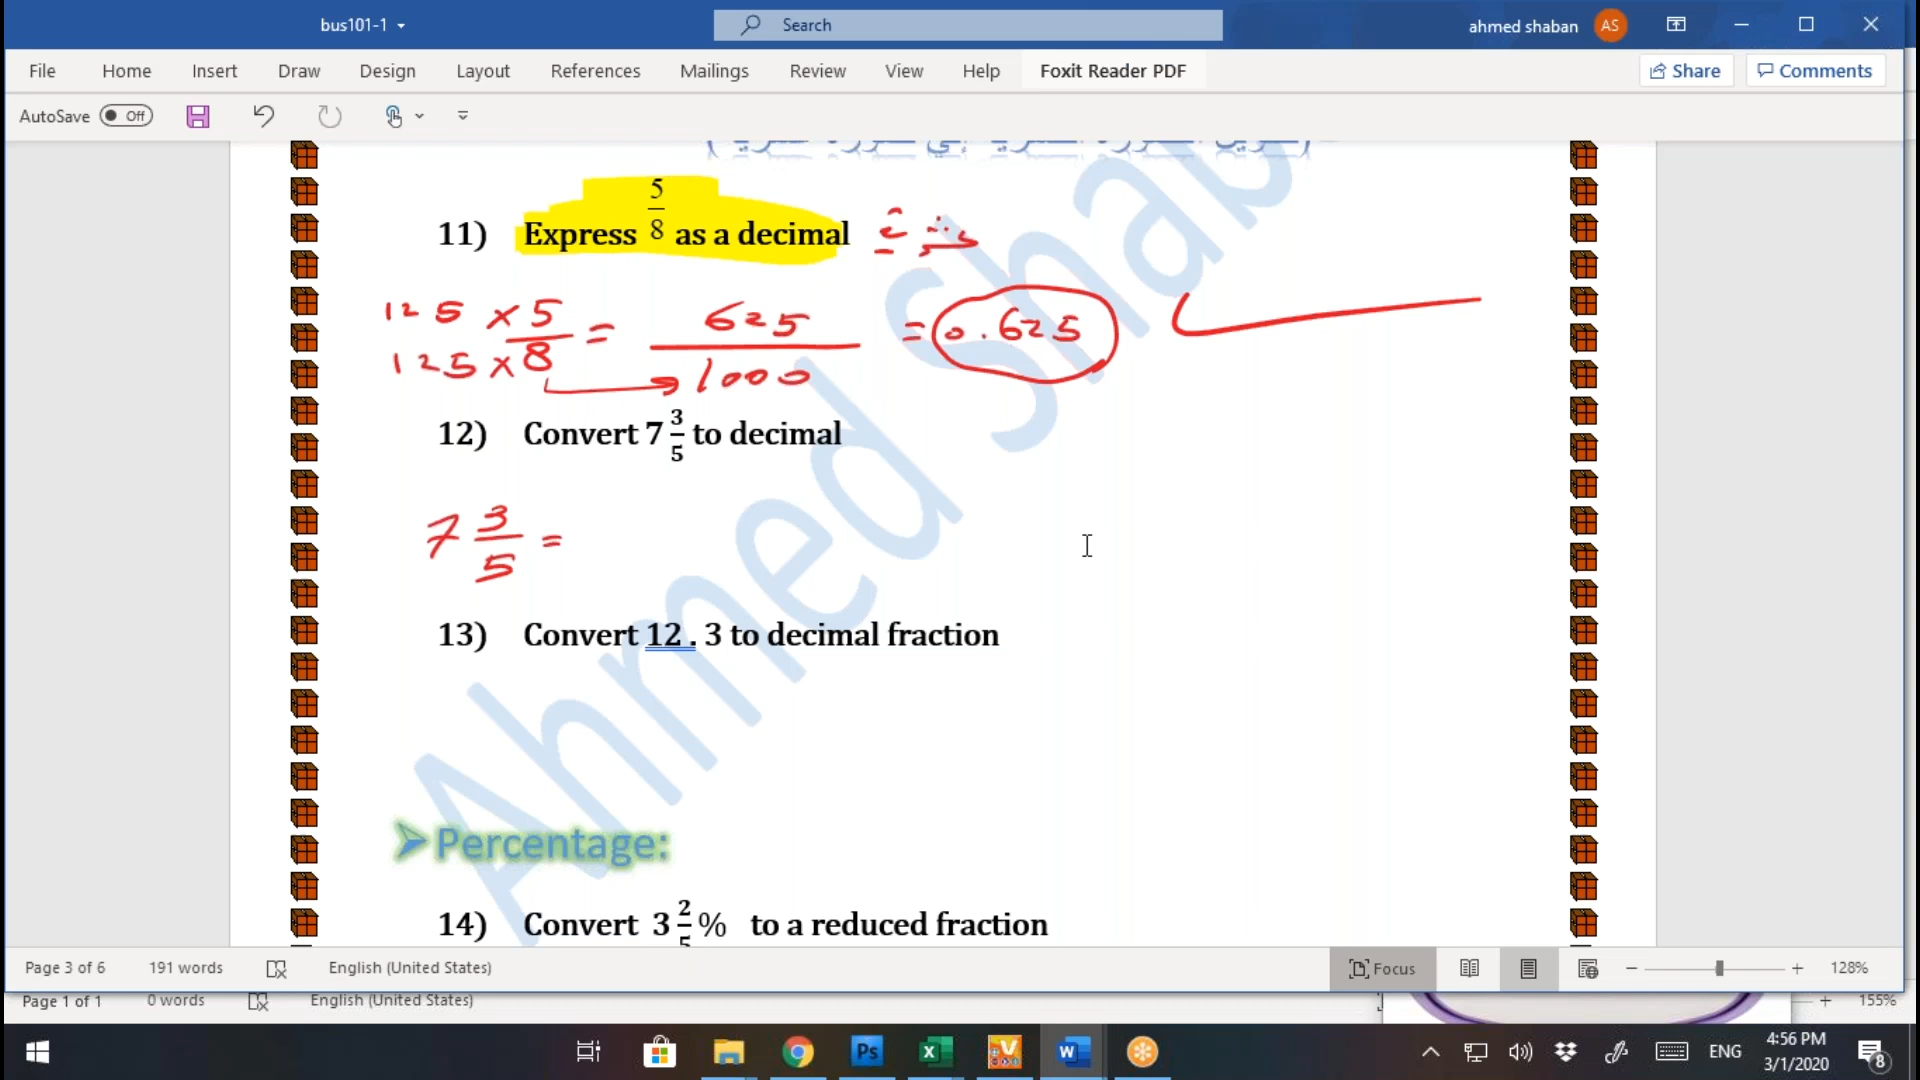 bus101-1
Search
ahmed shaban AS
File Home Insert Draw Design Layout References Mailings Review View Help Foxit Reader PDF Share Comments
AutoSave Off
11) Express 5/8 as a decimal
125 × 5 / 125 × 8 = 625 / 1000 = 0.625
12) Convert 7 3/5 to decimal
7 3/5 =
13) Convert 12 . 3 to decimal fraction
Percentage:
14) Convert 3 2/5 % to a reduced fraction
Ahmed Shab
Page 3 of 6 191 words English (United States) Focus 128%
Page 1 of 1 0 words English (United States) 155%
Ps
ENG
4:56 PM
3/1/2020
8